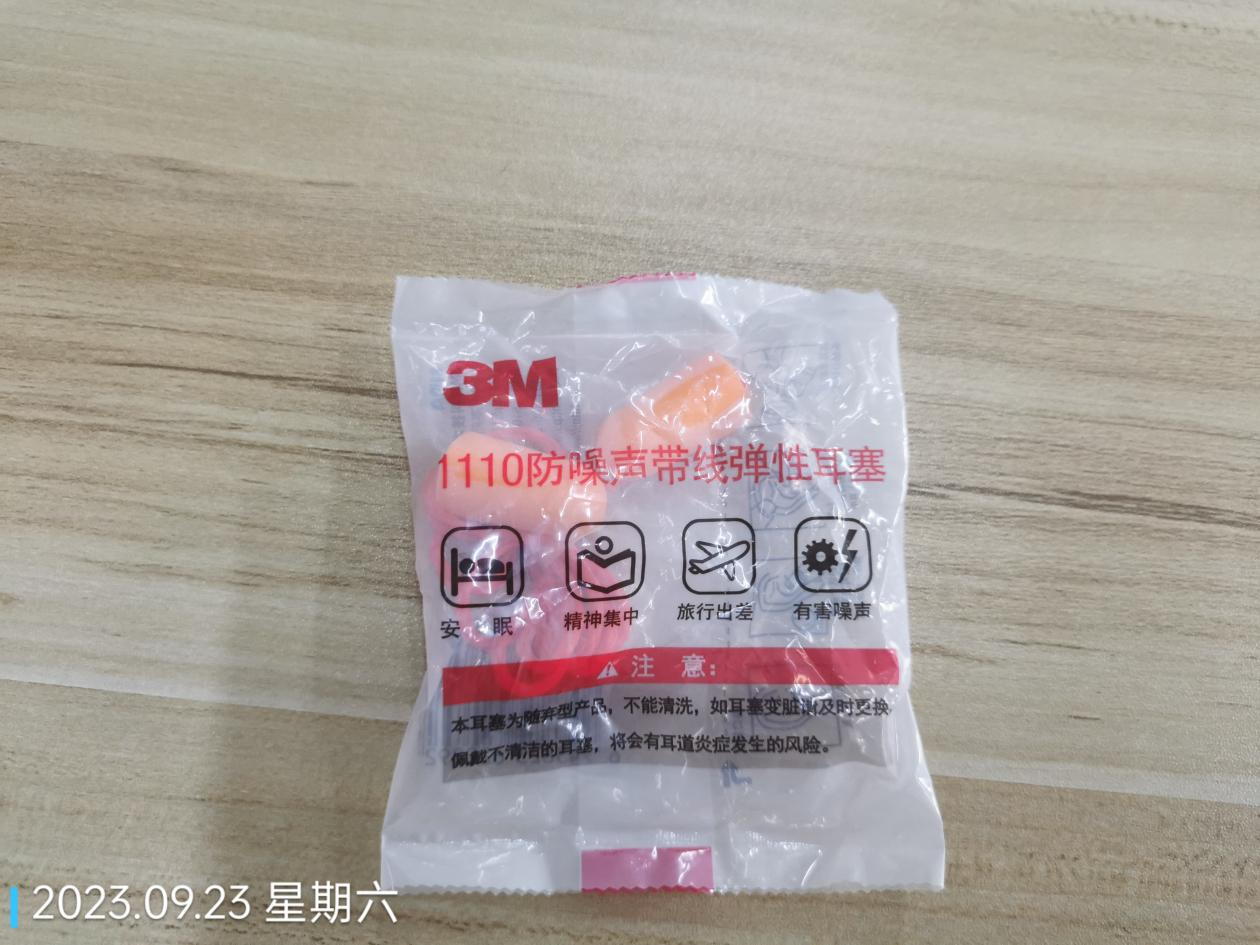 3M
1110防噪声带线弹性耳塞
安 眠
精神集中
旅行出差
有害噪声
注 意：
本耳塞为随弃型产品，不能清洗，如耳塞变脏请及时更换
佩戴不清洁的耳塞，将会有耳道炎症发生的风险。
2023.09.23 星期六